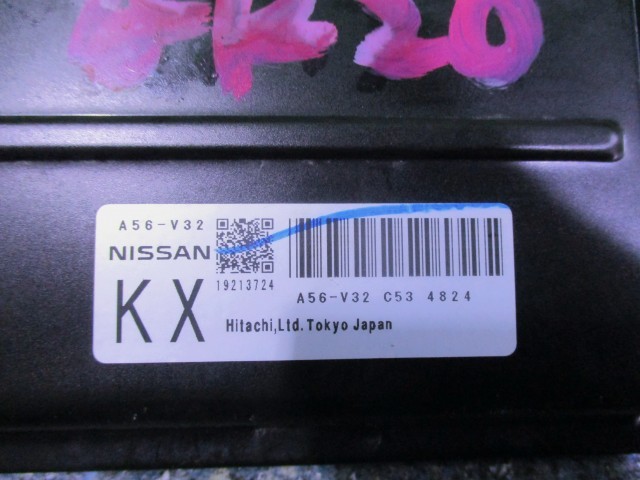 A56-V32
NISSAN
19213724
KX
A56-V32 C53 4824
Hitachi,Ltd.Tokyo Japan